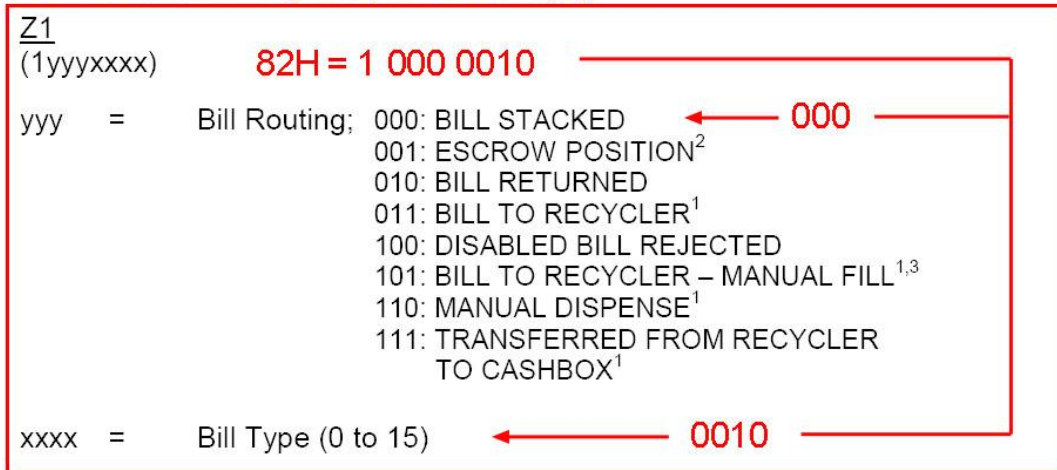 Z1
(1yyyxxxx) 82H = 1 000 0010
yyy = Bill Routing; 000: BILL STACKED 000
001: ESCROW POSITION²
010: BILL RETURNED
011: BILL TO RECYCLER¹
100: DISABLED BILL REJECTED
101: BILL TO RECYCLER – MANUAL FILL¹,³
110: MANUAL DISPENSE¹
111: TRANSFERRED FROM RECYCLER
TO CASHBOX¹
xxxx = Bill Type (0 to 15) 0010